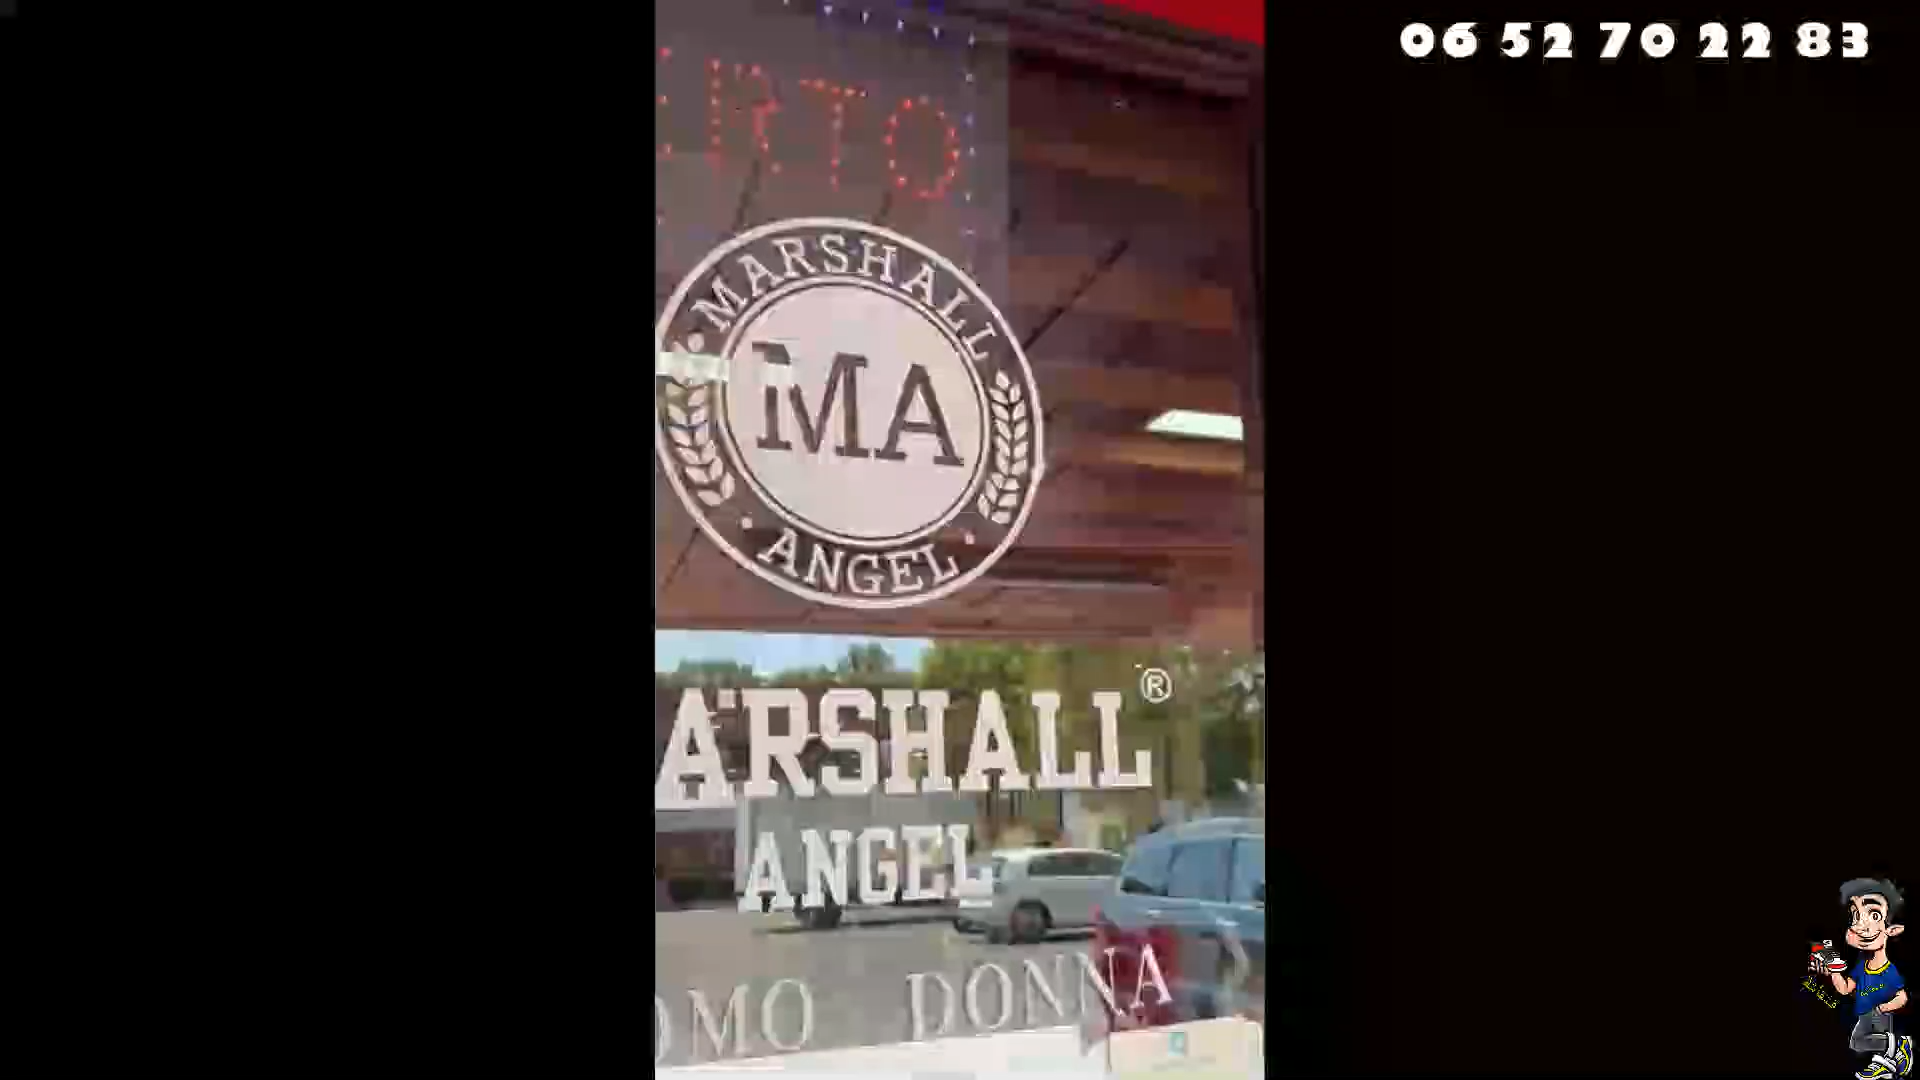 06 52 70 22 83
RTO
MARSHALL
MA
ANGEL
ARSHALL®
ANGEL
OMO DONNA